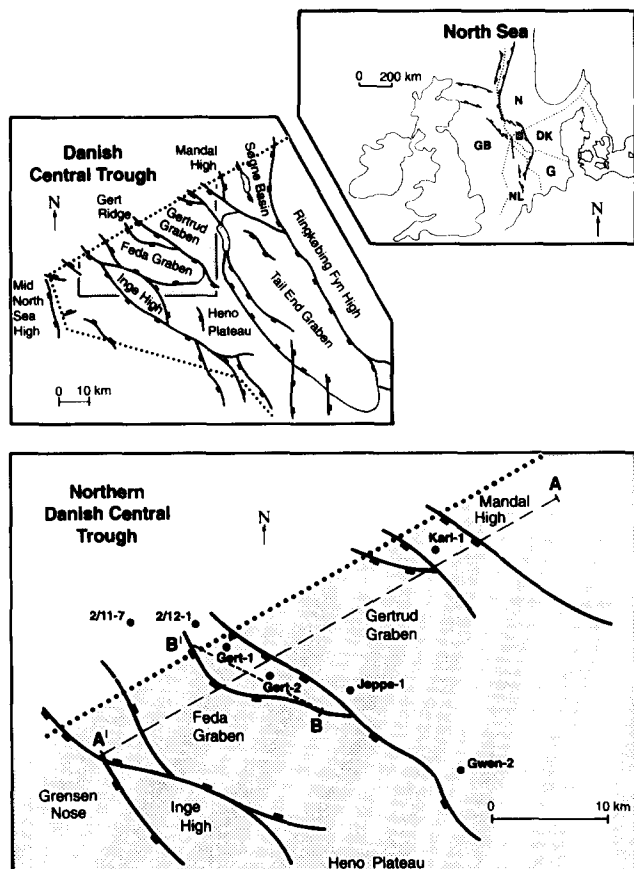 North Sea
0 200 km
N
DK
GB
G
NL
N
Danish
Central
Trough
N
Mandal
High
Søgne Basin
Gert
Ridge
Gertrud
Graben
Feda Graben
Inge High
Ringkøbing Fyn High
Tail End Graben
Mid
North
Sea
High
Heno
Plateau
0 10 km
Northern
Danish Central
Trough
N
A
Mandal
High
Karl-1
2/11-7
2/12-1
Gertrud
Graben
B'
Gert-1
Gert-2
Jeppe-1
B
Feda
Graben
A'
Gwen-2
Grensen
Nose
Inge
High
0 10 km
Heno Plateau